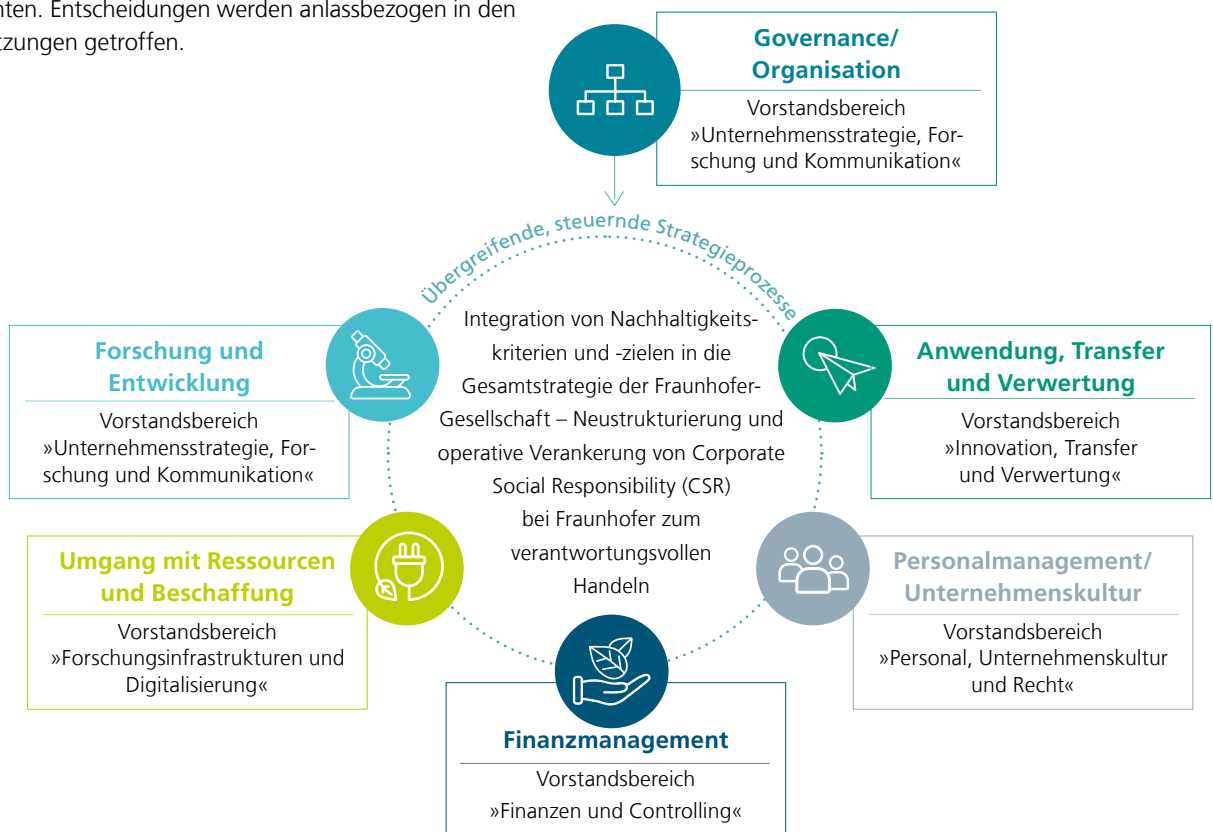 Entscheidungen werden anlassbezogen in den
getroffen.
Governance/
Organisation
Vorstandsbereich
»Unternehmensstrategie, For-
schung und Kommunikation«
Übergreifende, steuernde Strategieprozesse
Integration von Nachhaltigkeits-
kriterien und -zielen in die
Gesamtstrategie der Fraunhofer-
Gesellschaft – Neustrukturierung und
operative Verankerung von Corporate
Social Responsibility (CSR)
bei Fraunhofer zum
verantwortungsvollen
Handeln
Forschung und
Entwicklung
Vorstandsbereich
»Unternehmensstrategie, For-
schung und Kommunikation«
Anwendung, Transfer
und Verwertung
Vorstandsbereich
»Innovation, Transfer
und Verwertung«
Umgang mit Ressourcen
und Beschaffung
Vorstandsbereich
»Forschungsinfrastrukturen und
Digitalisierung«
Personalmanagement/
Unternehmenskultur
Vorstandsbereich
»Personal, Unternehmenskultur
und Recht«
Finanzmanagement
Vorstandsbereich
»Finanzen und Controlling«